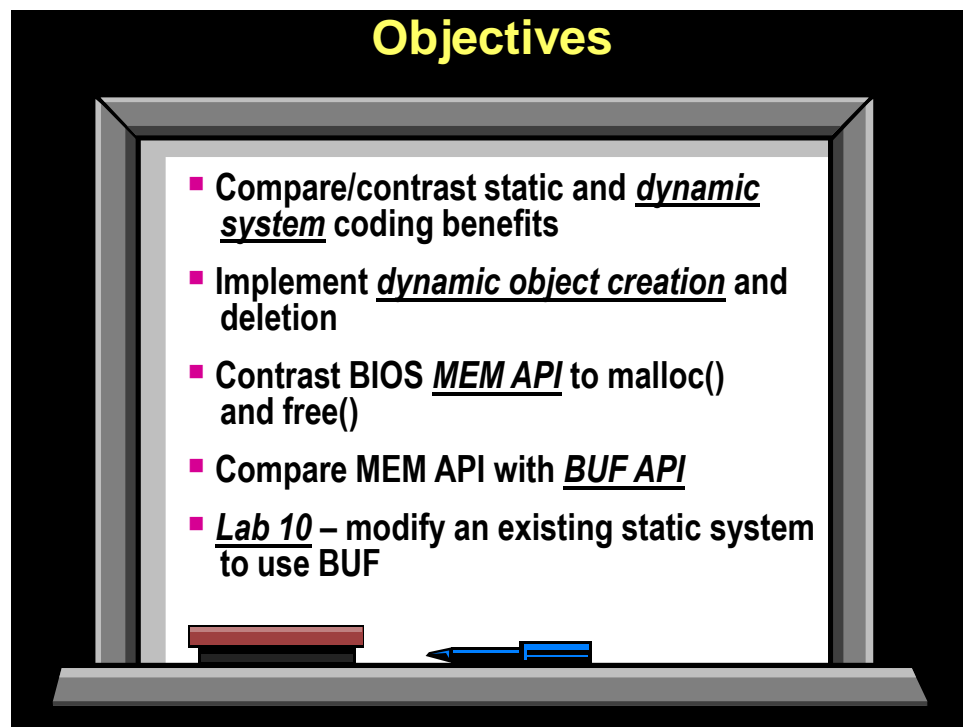 Objectives
▪ Compare/contrast static and dynamic
system coding benefits
▪ Implement dynamic object creation and
deletion
▪ Contrast BIOS MEM API to malloc()
and free()
▪ Compare MEM API with BUF API
▪ Lab 10 – modify an existing static system
to use BUF